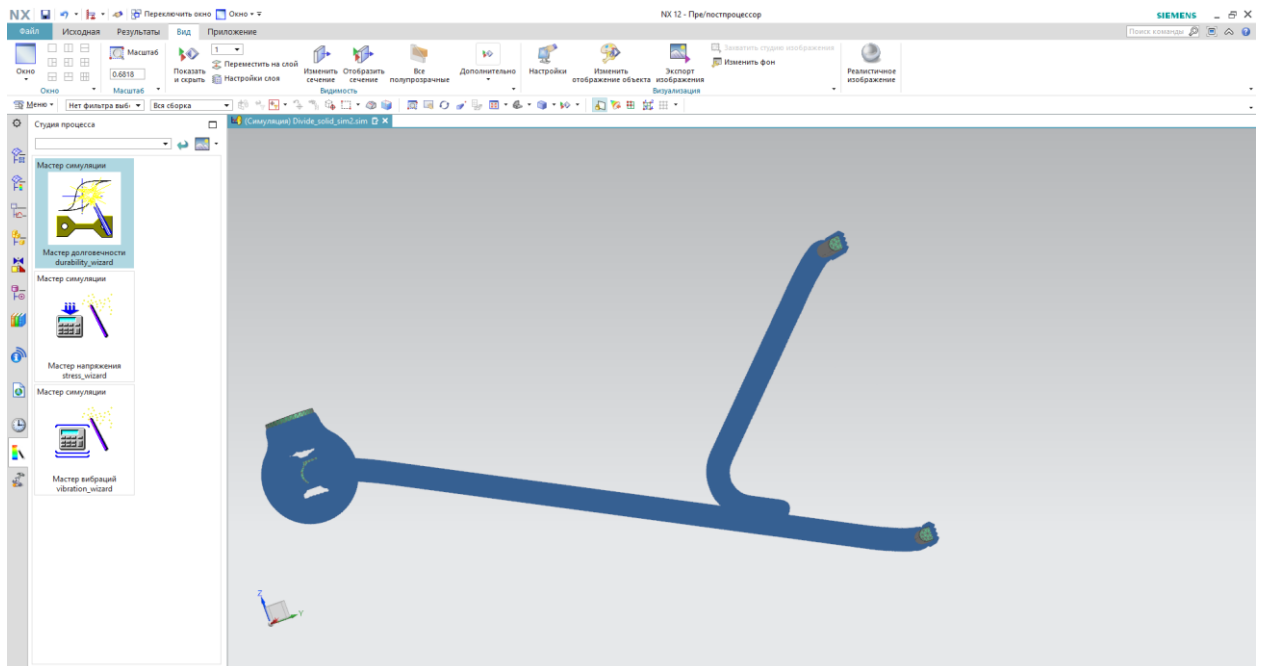 NX Переключить окно Окно NX 12 - Пре/постпроцессор SIEMENS
Файл Исходная Результаты Вид Приложение Поиск команды
Окно
Масштаб
0.6818
Показать
и скрыть
1
Переместить на слой
Настройки слоя
Изменить
сечение
Отобразить
сечение
Все
полупрозрачные
Дополнительно
Настройки
Изменить
отображение объекта
Экспорт
изображения
Захватить студию изображения
Изменить фон
Реалистичное
изображение
Окно Масштаб Видимость Визуализация
Меню Нет фильтра выб Вся сборка
Студия процесса
(Симуляция) Divide_solid_sim2.sim
Мастер симуляции
Мастер долговечности
durability_wizard
Мастер симуляции
Мастер напряжения
stress_wizard
Мастер симуляции
Мастер вибраций
vibration_wizard
Z
Y